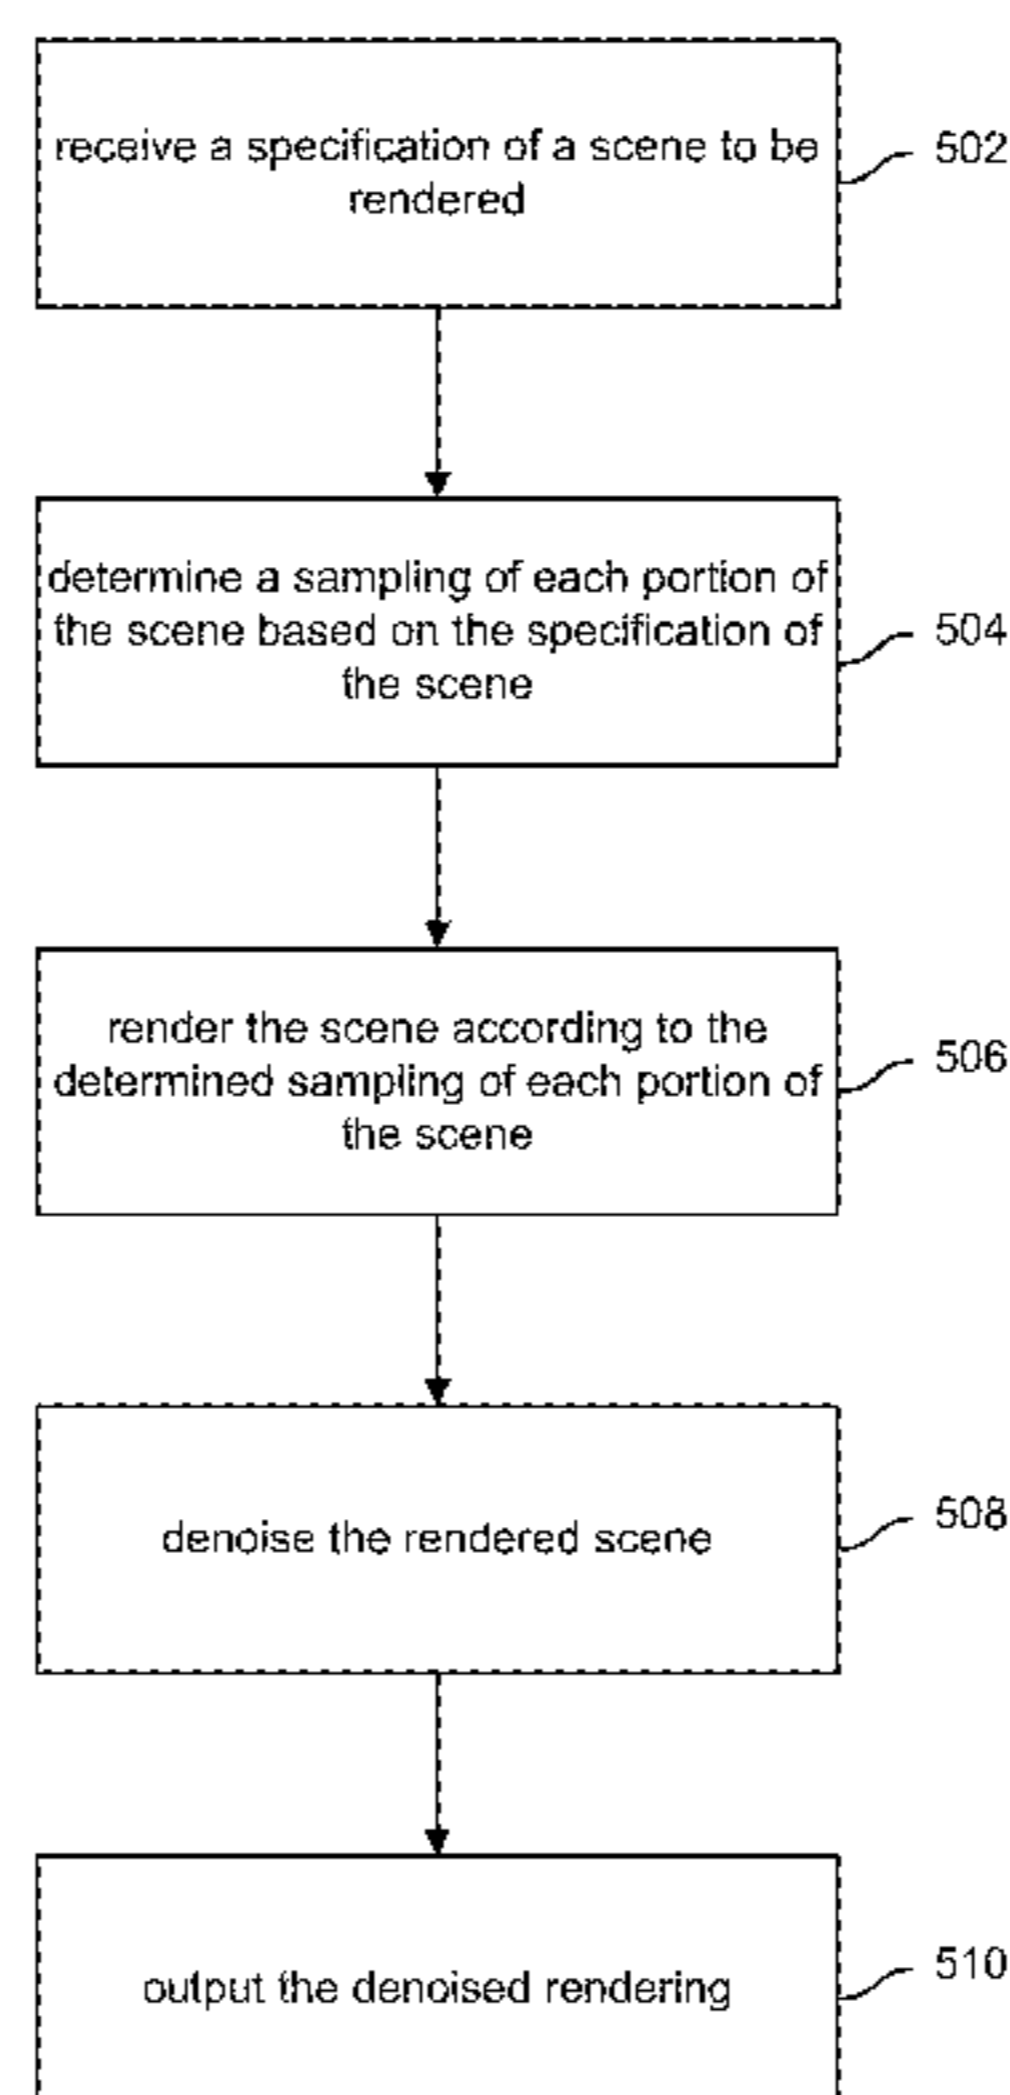 receive a specification of a scene to be
rendered
502
determine a sampling of each portion of
the scene based on the specification of
the scene
504
render the scene according to the
determined sampling of each portion of
the scene
506
denoise the rendered scene
508
output the denoised rendering
510